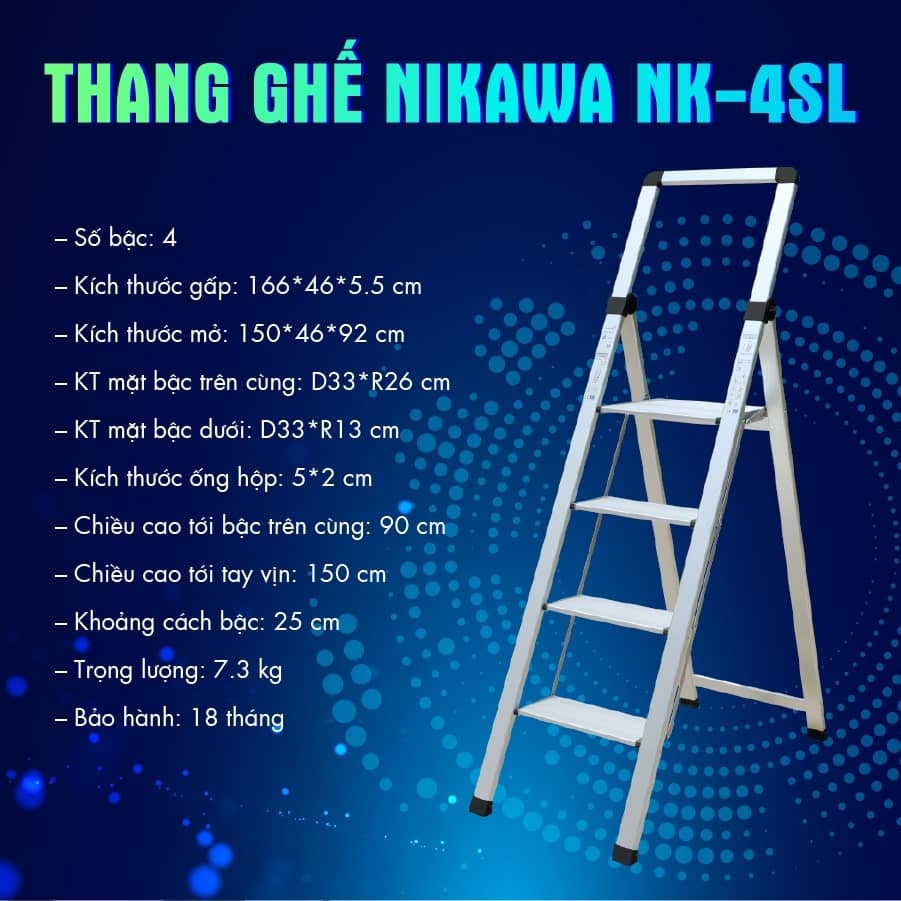 THANG GHẾ NIKAWA NK-4SL
– Số bậc: 4
– Kích thước gấp: 166*46*5.5 cm
– Kích thước mở: 150*46*92 cm
– KT mặt bậc trên cùng: D33*R26 cm
– KT mặt bậc dưới: D33*R13 cm
– Kích thước ống hộp: 5*2 cm
– Chiều cao tới bậc trên cùng: 90 cm
– Chiều cao tới tay vịn: 150 cm
– Khoảng cách bậc: 25 cm
– Trọng lượng: 7.3 kg
– Bảo hành: 18 tháng